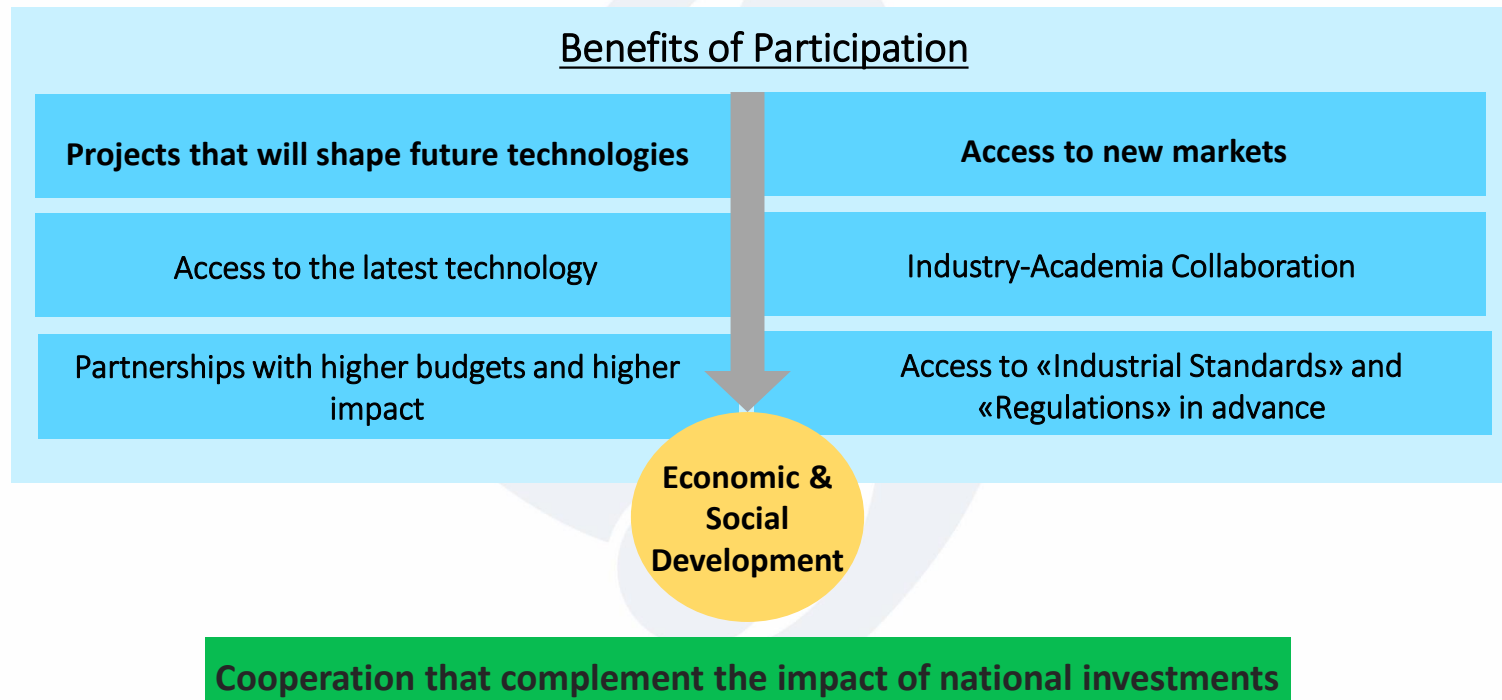 Benefits of Participation
Projects that will shape future technologies
Access to new markets
Access to the latest technology
Industry-Academia Collaboration
Partnerships with higher budgets and higher
impact
Access to «Industrial Standards» and
«Regulations» in advance
Economic &
Social
Development
Cooperation that complement the impact of national investments